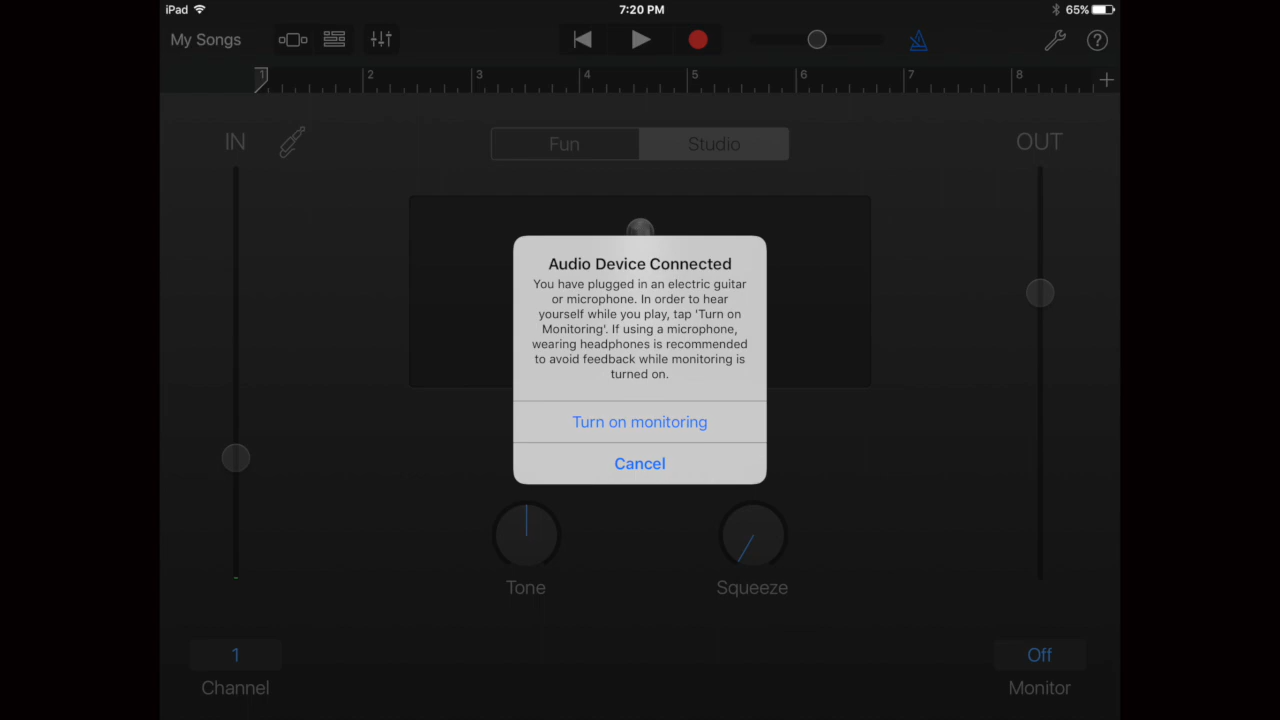 iPad 7:20 PM 65%
My Songs
1 2 3 4 5 6 7 8
IN Fun Studio OUT
Audio Device Connected
You have plugged in an electric guitar
or microphone. In order to hear
yourself while you play, tap 'Turn on
Monitoring'. If using a microphone,
wearing headphones is recommended
to avoid feedback while monitoring is
turned on.
Turn on monitoring
Cancel
Tone Squeeze
1 Off
Channel Monitor